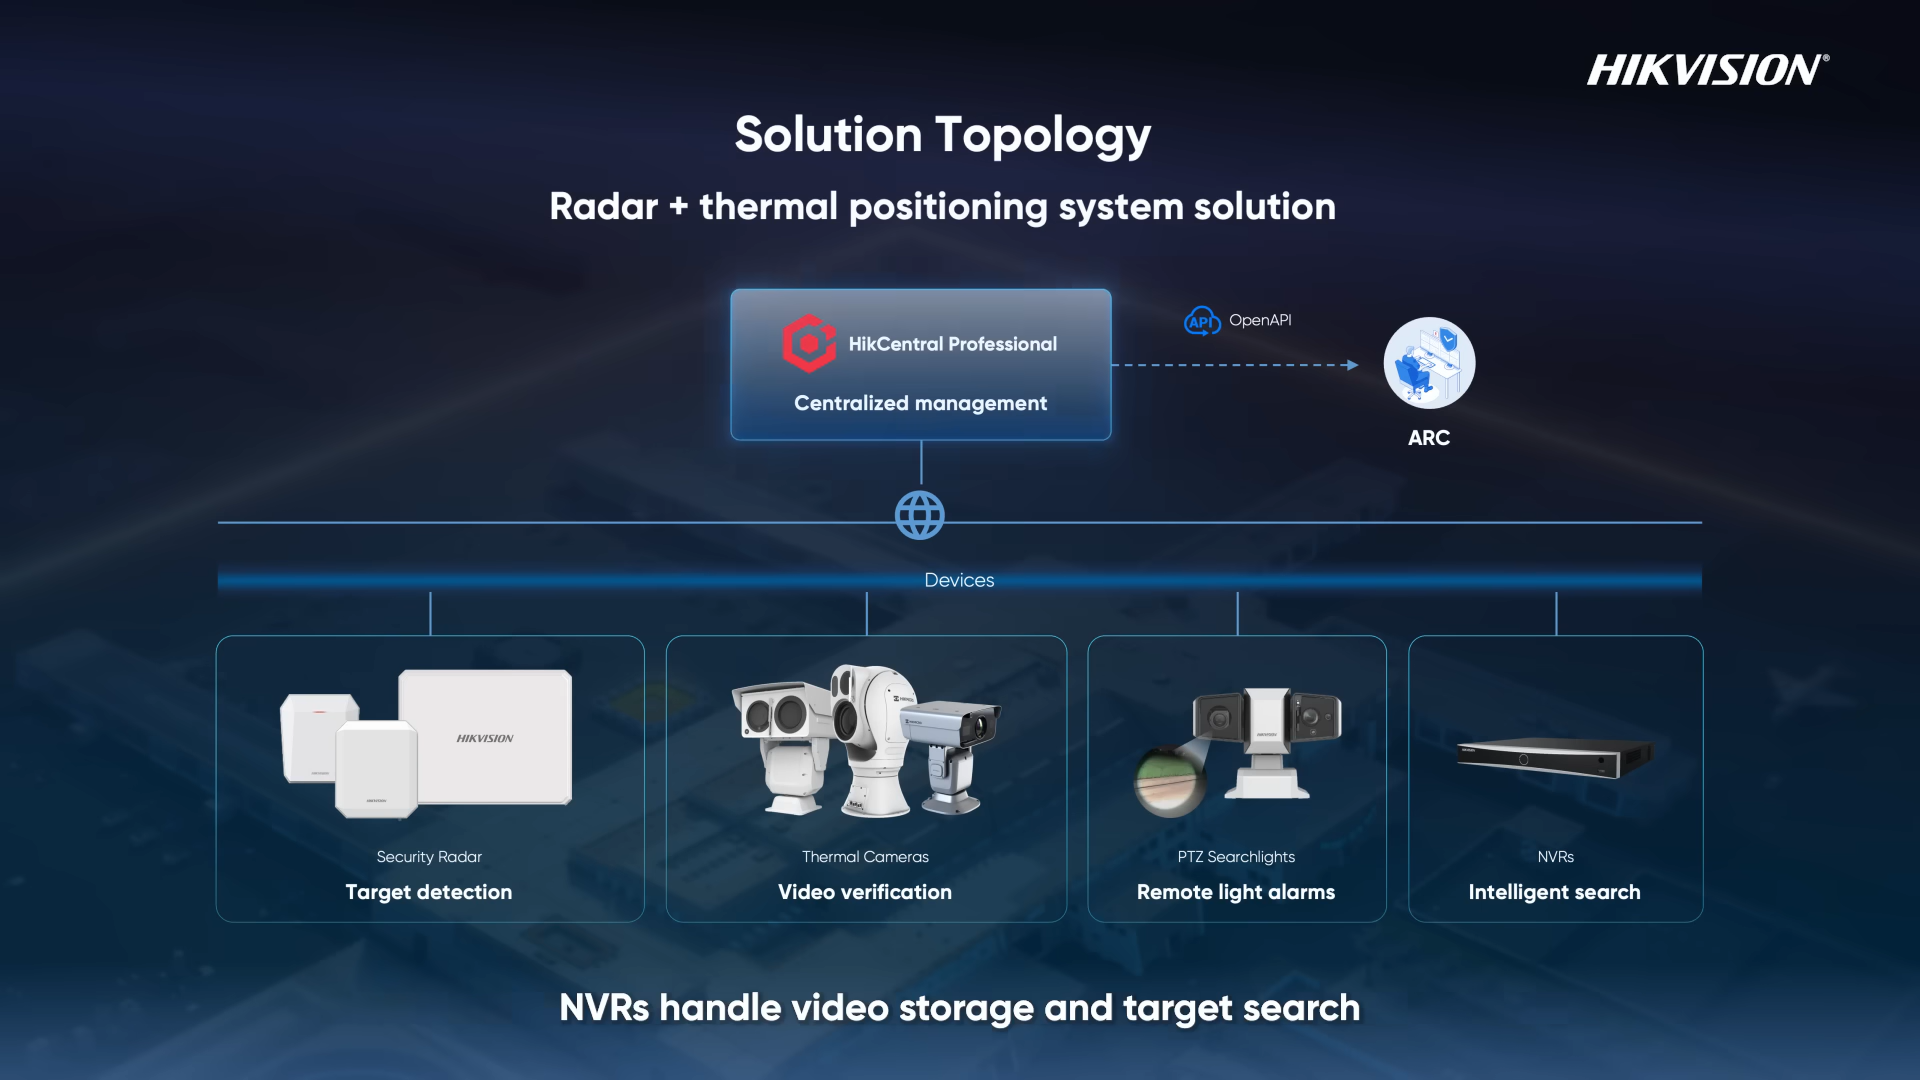 HIKVISION®
Solution Topology
Radar + thermal positioning system solution
HikCentral Professional
Centralized management
API
OpenAPI
ARC
Devices
HIKVISION
Security Radar
Target detection
Thermal Cameras
Video verification
PTZ Searchlights
Remote light alarms
NVRs
Intelligent search
NVRs handle video storage and target search